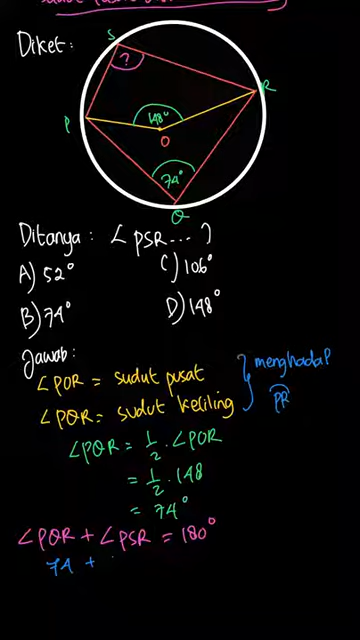 Diket:
S
?
R
P
148°
O
74°
Q
Ditanya: ∠ PSR... ?
A) 52°
C) 106°
B) 74°
D) 148°
Jawab:
∠POR = sudut pusat
∠PQR = sudut keliling
menghadap
PR
∠PQR = 1/2 . ∠POR
= 1/2 . 148
= 74°
∠PQR + ∠PSR = 180°
74 +